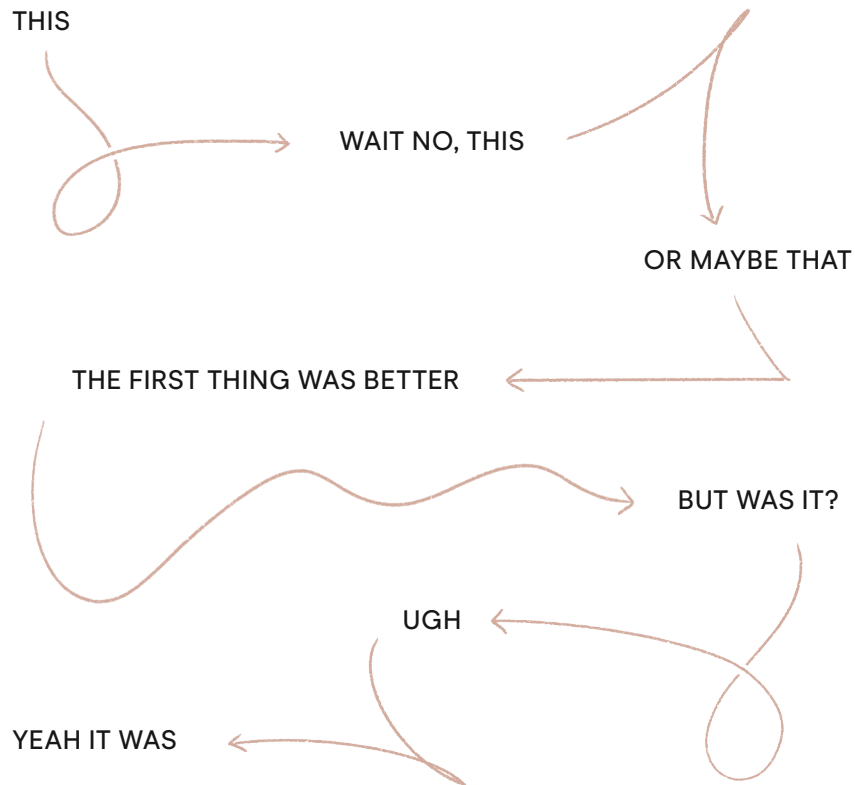 THIS
WAIT NO, THIS
OR MAYBE THAT
THE FIRST THING WAS BETTER
BUT WAS IT?
UGH
YEAH IT WAS